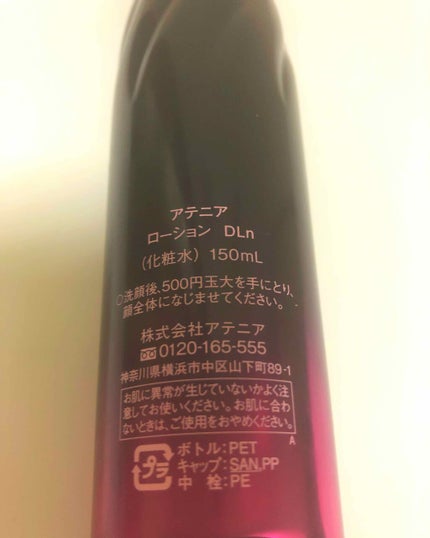 アテニア
ローション DLn
(化粧水) 150mL
○洗顔後、500円玉大を手にとり、
顔全体になじませてください。
株式会社アテニア
0120-165-555
神奈川県横浜市中区山下町89-1
お肌に異常が生じていないかよく注
意してお使いください。お肌に合わ
ないときは、ご使用をおやめください。
A
プラ
ボトル:PET
キャップ:SAN,PP
中 栓:PE